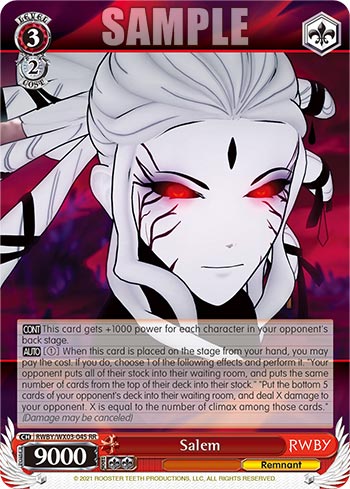 SAMPLE
LEVEL
3
2
COST
CONT This card gets +1000 power for each character in your opponent's
back stage.
AUTO [①] When this card is placed on the stage from your hand, you may
pay the cost. If you do, choose 1 of the following effects and perform it. "Your
opponent puts all of their stock into their waiting room, and puts the same
number of cards from the top of their deck into their stock." "Put the bottom 5
cards of your opponent's deck into their waiting room, and deal X damage to
your opponent. X is equal to the number of climax among those cards."
(Damage may be canceled)
CH RWBY/WX03-045 RR
Salem
RWBY
9000
Remnant
© 2021 ROOSTER TEETH PRODUCTIONS, LLC, ALL RIGHTS RESERVED.